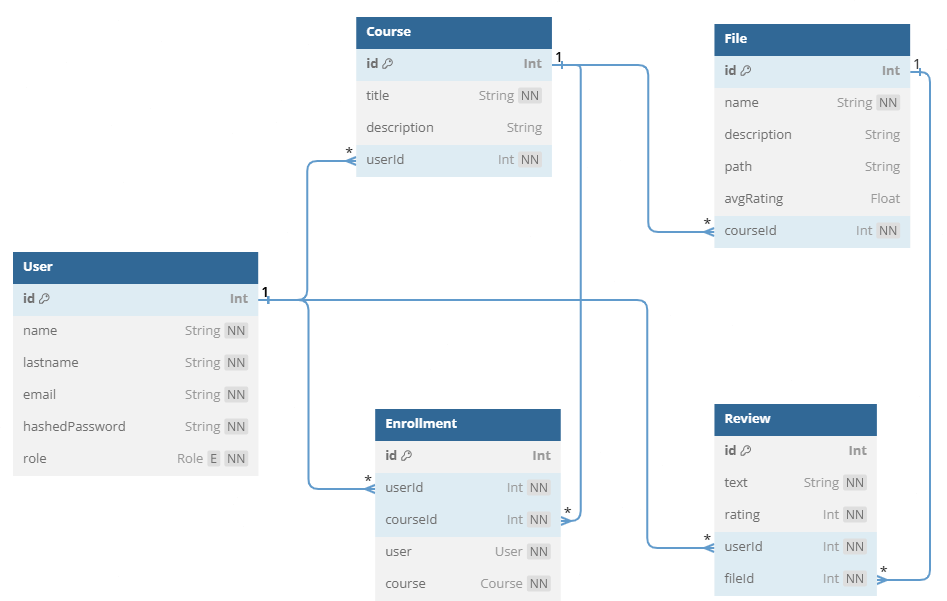 Course
id Int
title String NN
description String
userId Int NN
1
*
File
id Int
name String NN
description String
path String
avgRating Float
courseId Int NN
1
*
User
id Int
name String NN
lastname String NN
email String NN
hashedPassword String NN
role Role E NN
1
Enrollment
id Int
userId Int NN
courseId Int NN
user User NN
course Course NN
*
*
Review
id Int
text String NN
rating Int NN
userId Int NN
fileId Int NN
*
*